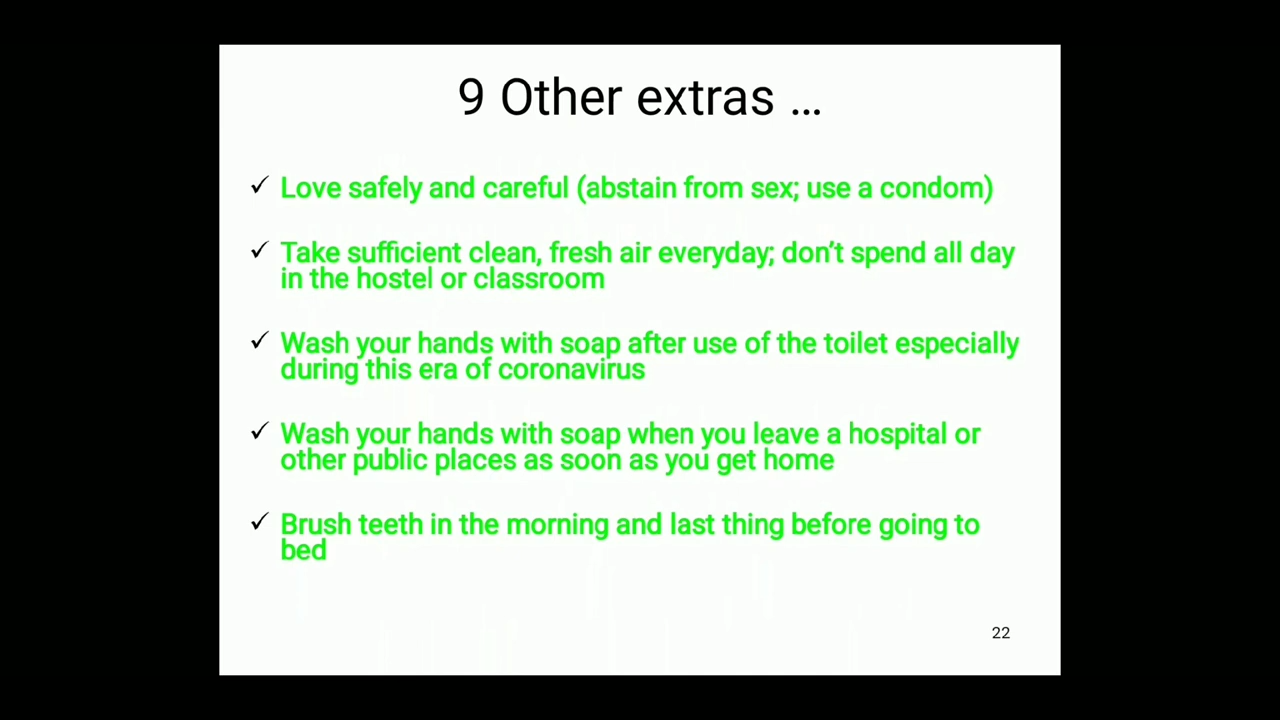 9 Other extras ...
✓ Love safely and careful (abstain from sex; use a condom)
✓ Take sufficient clean, fresh air everyday; don’t spend all day
in the hostel or classroom
✓ Wash your hands with soap after use of the toilet especially
during this era of coronavirus
✓ Wash your hands with soap when you leave a hospital or
other public places as soon as you get home
✓ Brush teeth in the morning and last thing before going to
bed
22